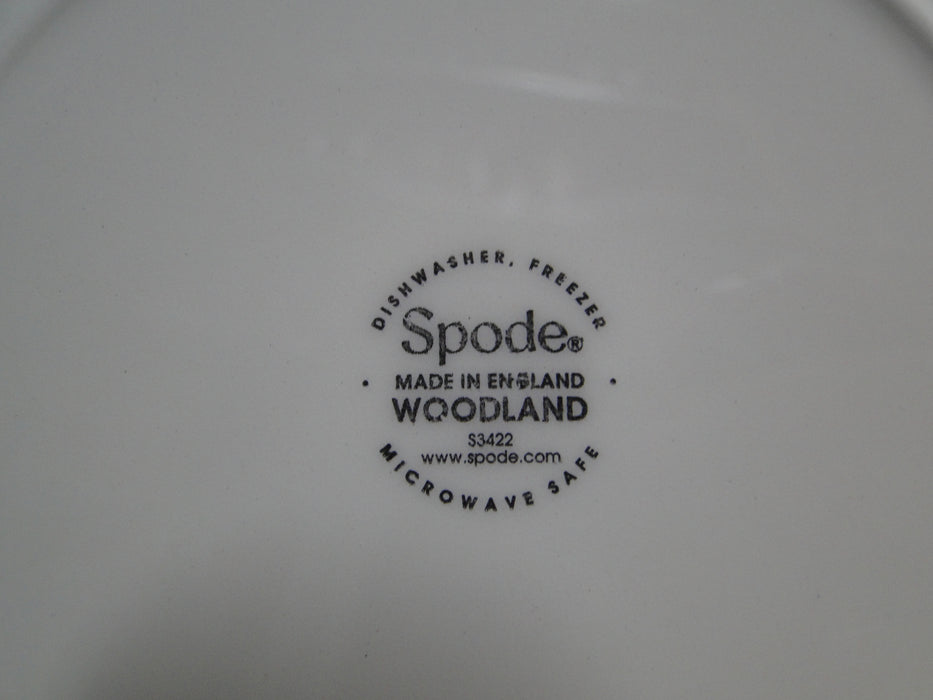 DISHWASHER, FREEZER
Spode®
· MADE IN ENGLAND ·
WOODLAND
S3422
www.spode.com
MICROWAVE SAFE